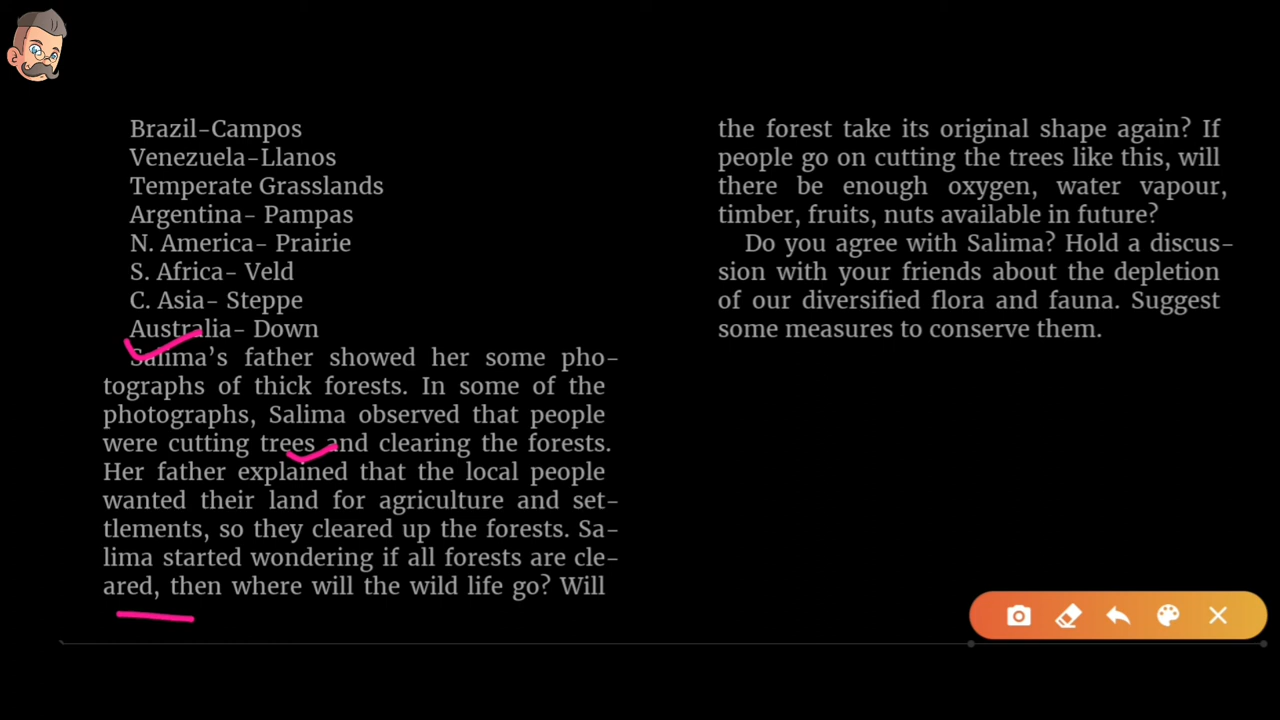 Brazil-Campos
Venezuela-Llanos
Temperate Grasslands
Argentina- Pampas
N. America- Prairie
S. Africa- Veld
C. Asia- Steppe
Australia- Down
Salima's father showed her some pho-
tographs of thick forests. In some of the
photographs, Salima observed that people
were cutting trees and clearing the forests.
Her father explained that the local people
wanted their land for agriculture and set-
tlements, so they cleared up the forests. Sa-
lima started wondering if all forests are cle-
ared, then where will the wild life go? Will
the forest take its original shape again? If
people go on cutting the trees like this, will
there be enough oxygen, water vapour,
timber, fruits, nuts available in future?
Do you agree with Salima? Hold a discus-
sion with your friends about the depletion
of our diversified flora and fauna. Suggest
some measures to conserve them.